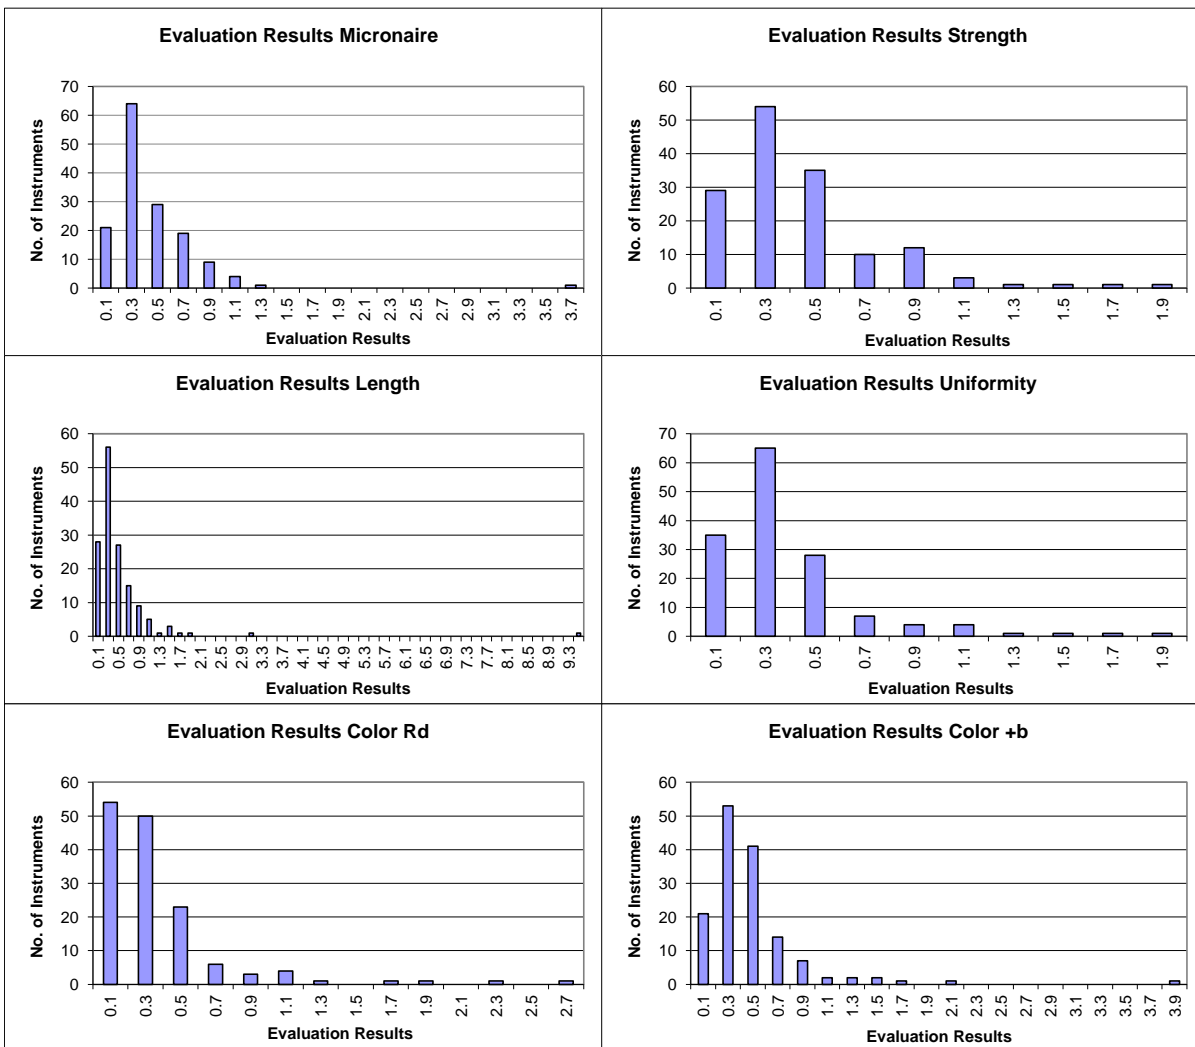 Evaluation Results Micronaire
No. of Instruments
70
60
50
40
30
20
10
0
0.1 0.3 0.5 0.7 0.9 1.1 1.3 1.5 1.7 1.9 2.1 2.3 2.5 2.7 2.9 3.1 3.3 3.5 3.7
Evaluation Results
Evaluation Results Strength
No. of Instruments
60
50
40
30
20
10
0
0.1 0.3 0.5 0.7 0.9 1.1 1.3 1.5 1.7 1.9
Evaluation Results
Evaluation Results Length
No. of Instruments
60
50
40
30
20
10
0
0.1 0.5 0.9 1.3 1.7 2.1 2.5 2.9 3.3 3.7 4.1 4.5 4.9 5.3 5.7 6.1 6.5 6.9 7.3 7.7 8.1 8.5 8.9 9.3
Evaluation Results
Evaluation Results Uniformity
No. of Instruments
70
60
50
40
30
20
10
0
0.1 0.3 0.5 0.7 0.9 1.1 1.3 1.5 1.7 1.9
Evaluation Results
Evaluation Results Color Rd
No. of Instruments
60
50
40
30
20
10
0
0.1 0.3 0.5 0.7 0.9 1.1 1.3 1.7 1.9 2.1 2.3 2.5 2.7
Evaluation Results
Evaluation Results Color +b
No. of Instruments
60
50
40
30
20
10
0
0.1 0.3 0.5 0.7 0.9 1.1 1.3 1.5 1.7 1.9 2.1 2.3 2.5 2.7 2.9 3.1 3.3 3.5 3.7 3.9
Evaluation Results